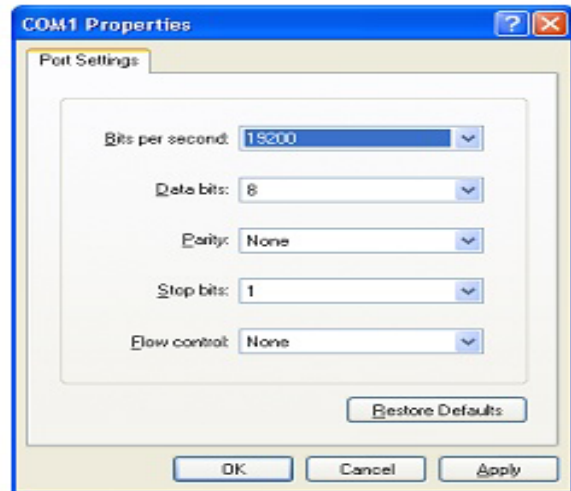 COM1 Properties
Port Settings
Bits per second: 19200
Data bits: 8
Parity: None
Stop bits: 1
Flow control: None
Restore Defaults
OK Cancel Apply